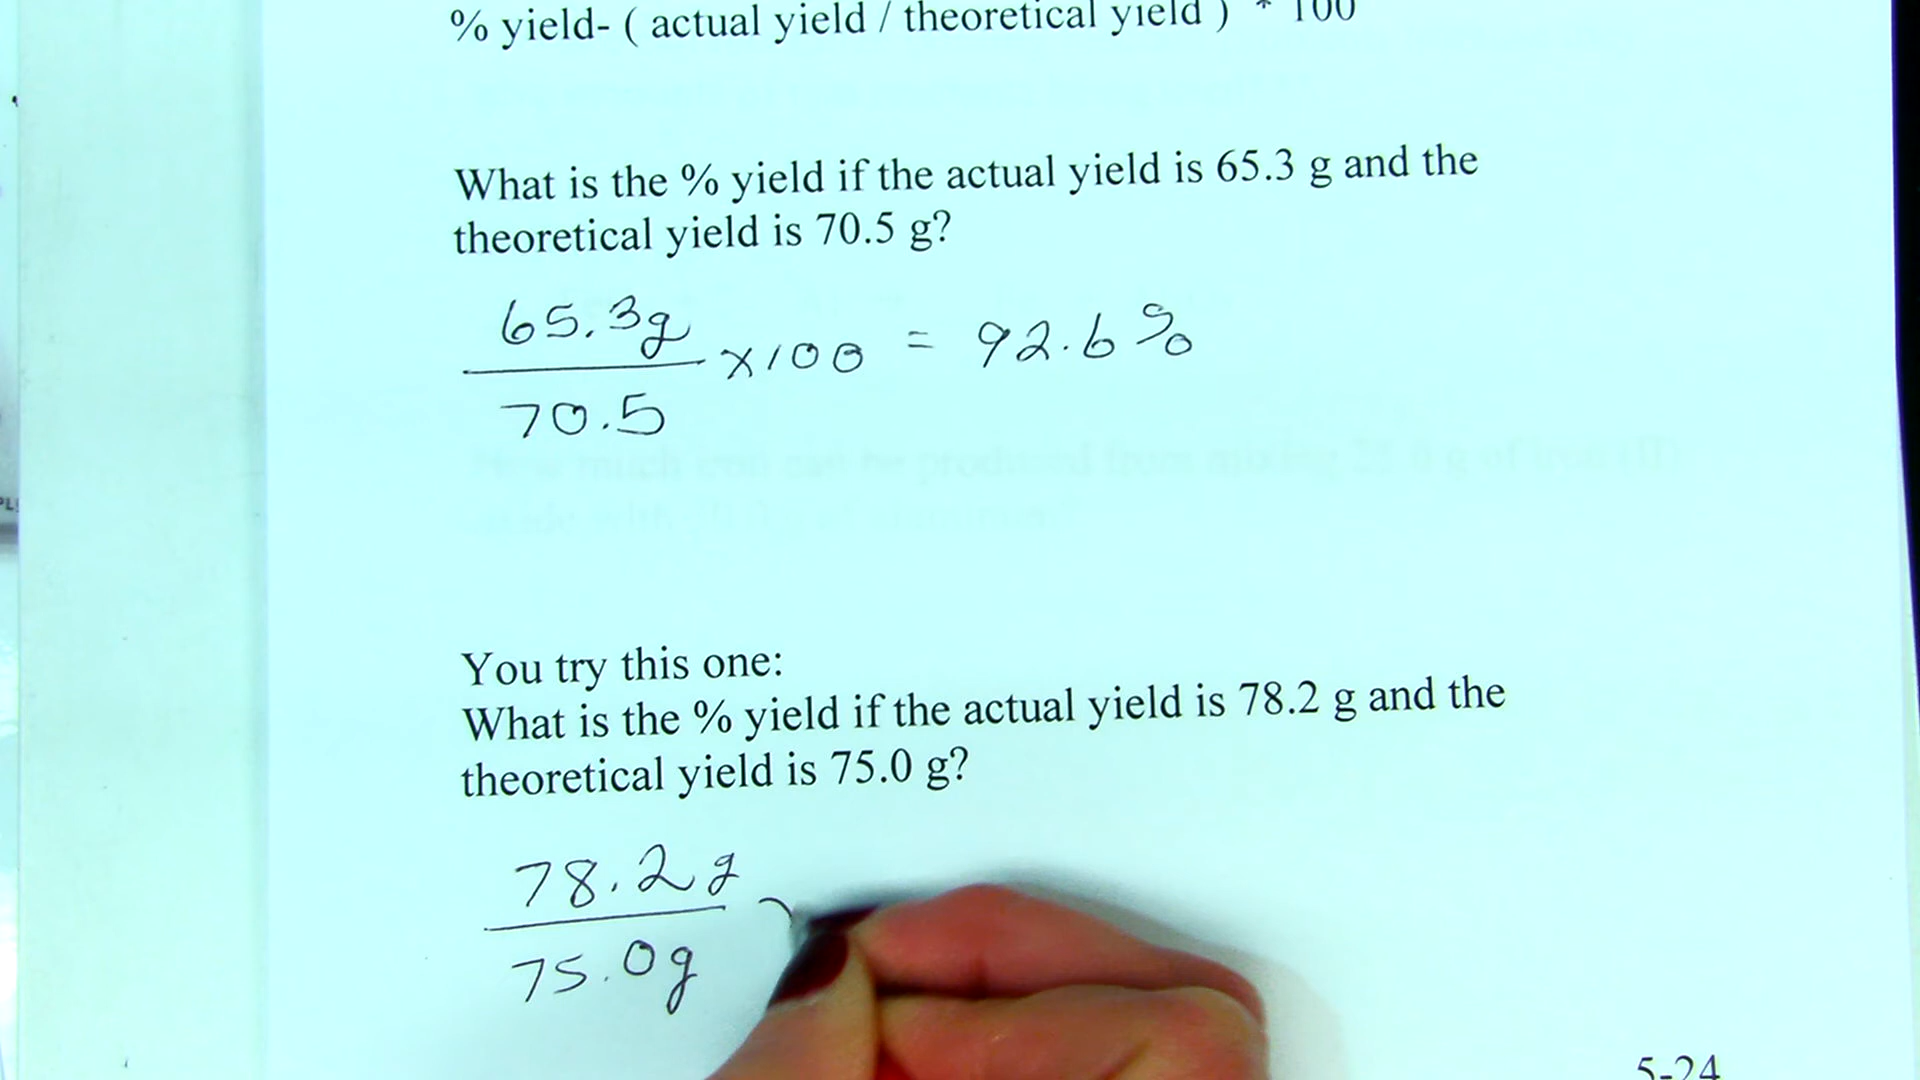 % yield- ( actual yield / theoretical yield ) * 100
What is the % yield if the actual yield is 65.3 g and the
theoretical yield is 70.5 g?
65.3g
x100 = 92.6%
70.5
You try this one:
What is the % yield if the actual yield is 78.2 g and the
theoretical yield is 75.0 g?
78.2g
75.0g
5-24